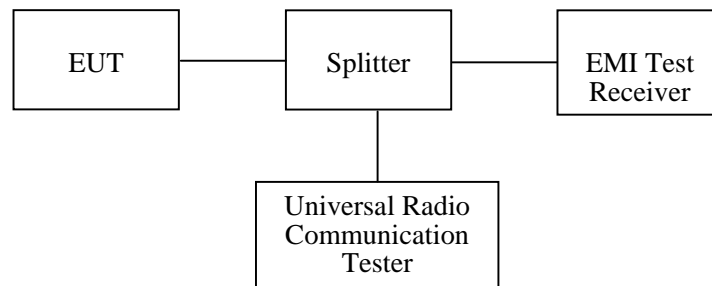 EUT
Splitter
EMI Test
Receiver
Universal Radio
Communication
Tester